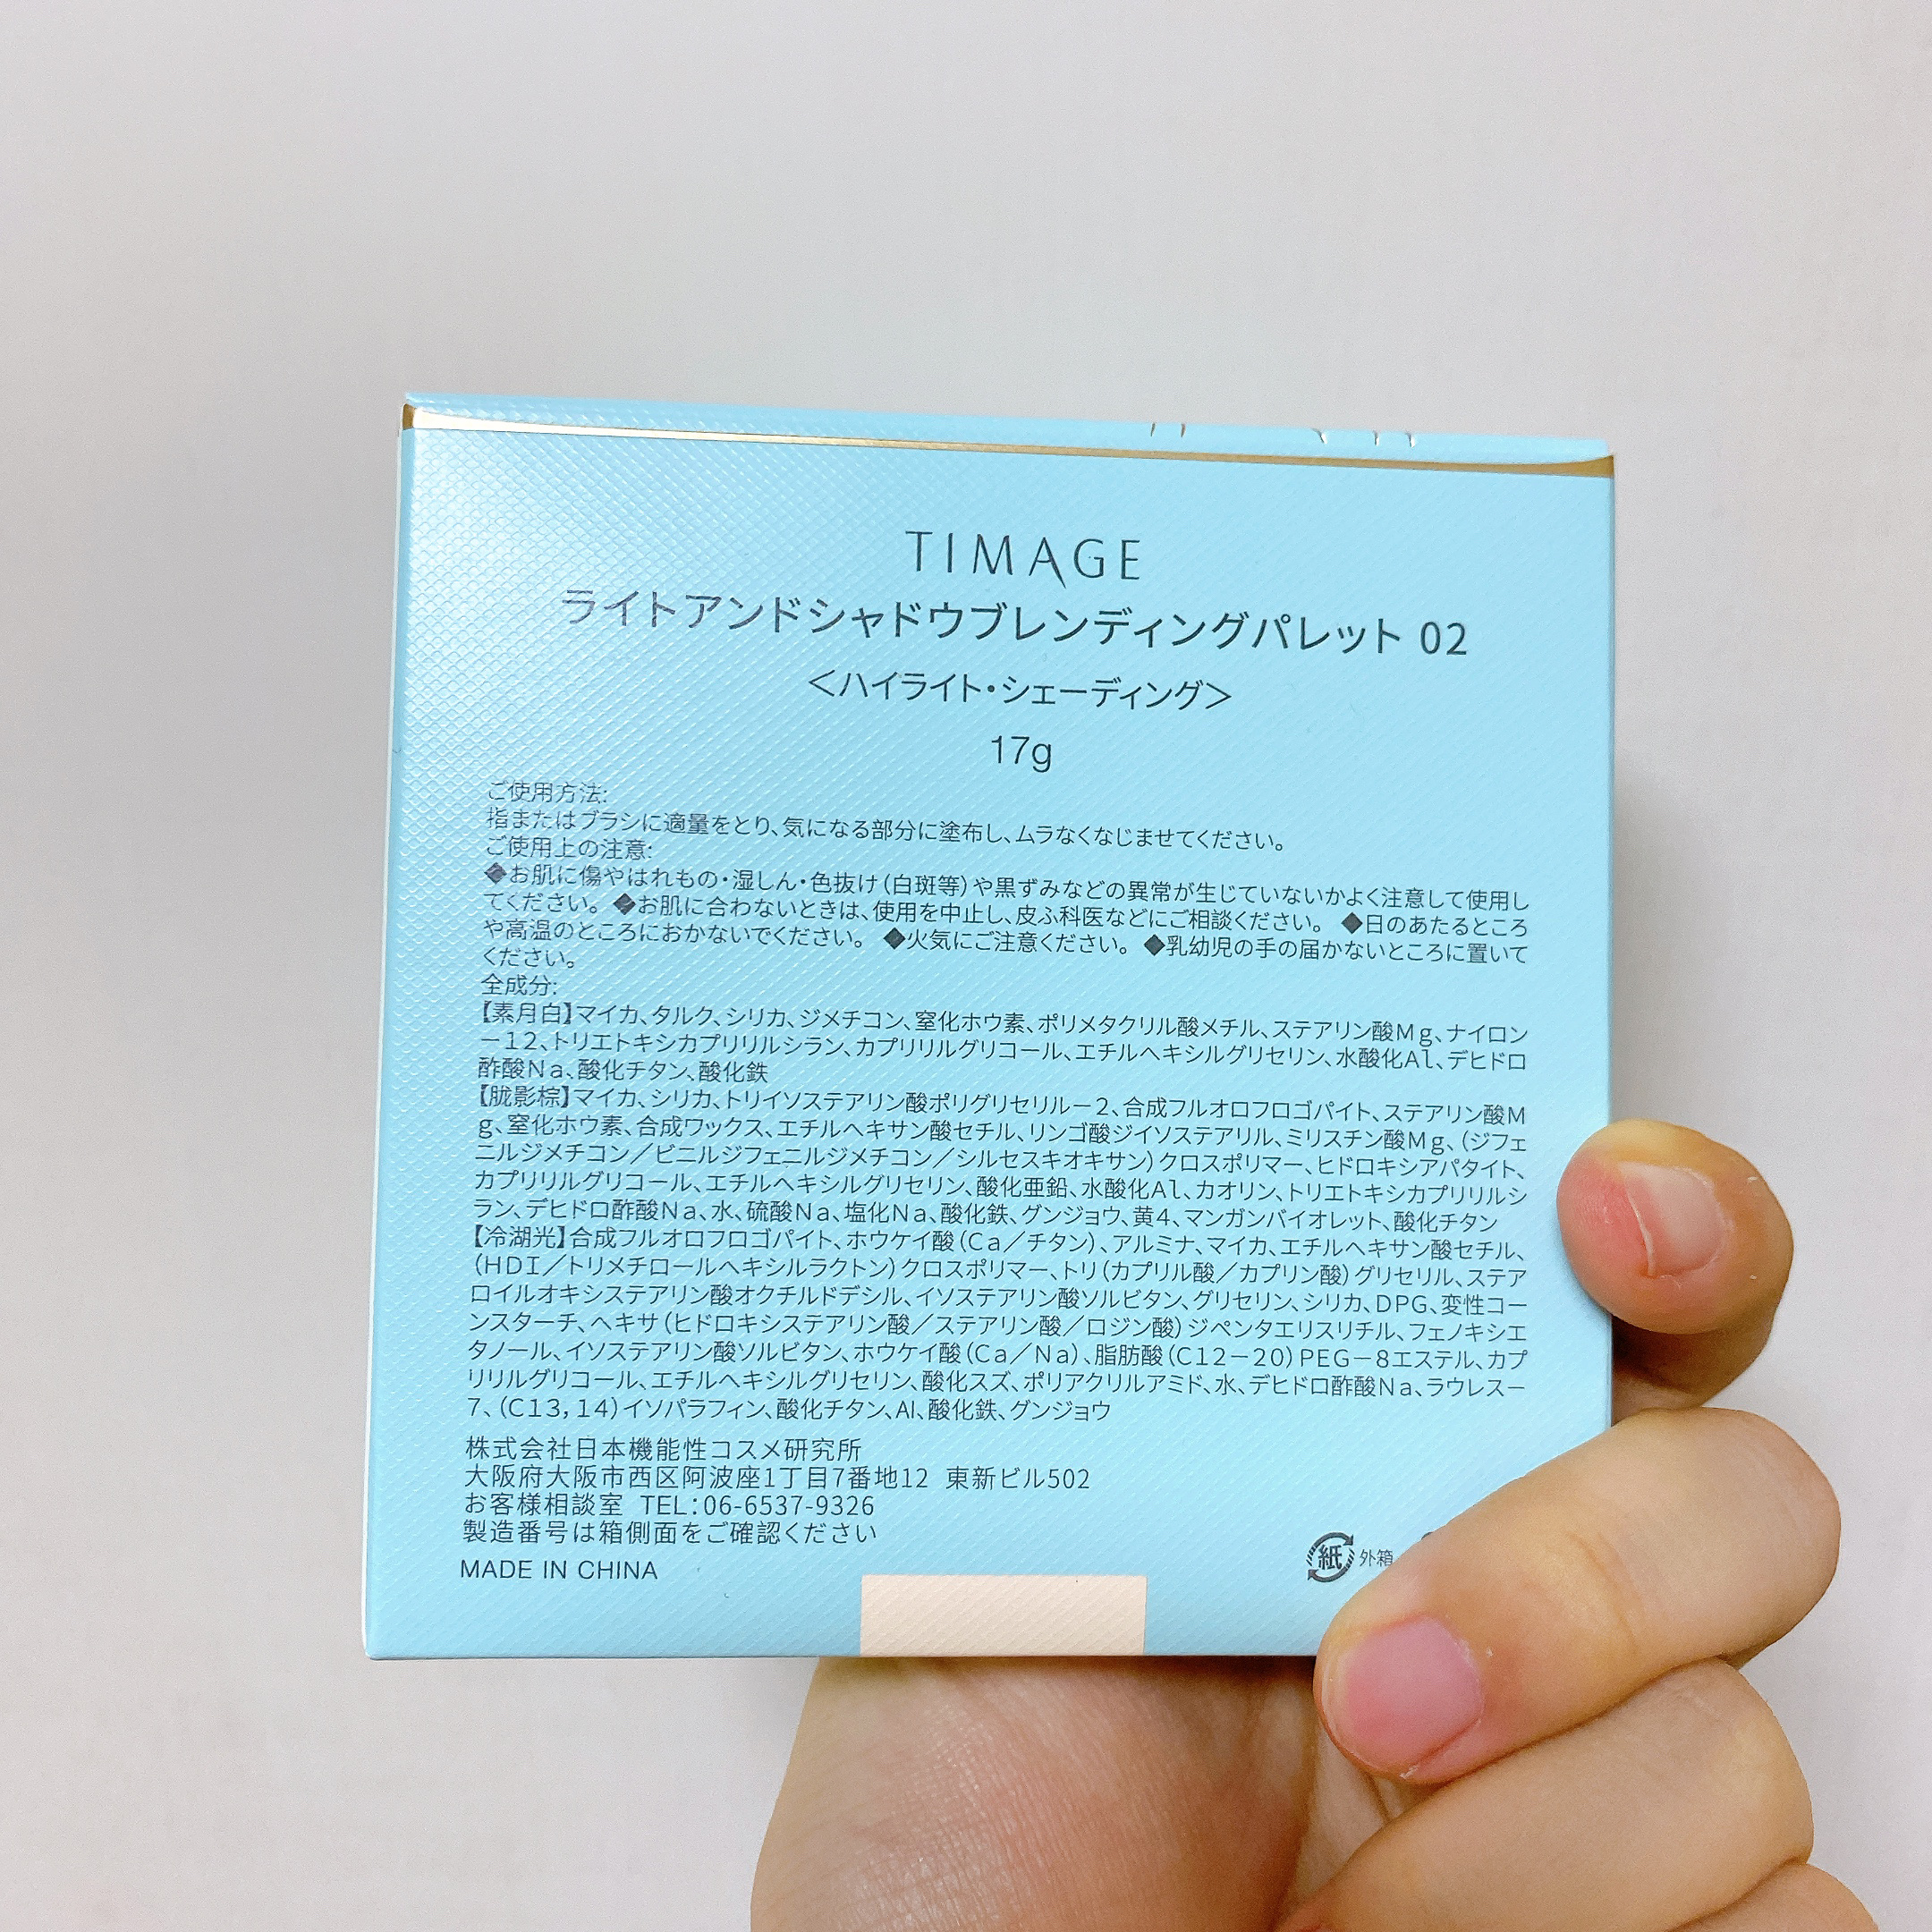 TIMAGE
ライトアンドシャドウブレンディングパレット 02
＜ハイライト・シェーディング＞
17g
ご使用方法:
指またはブラシに適量をとり、気になる部分に塗布し、ムラなくなじませてください。
ご使用上の注意:
◆お肌に傷やはれもの・湿しん・色抜け(白斑等)や黒ずみなどの異常が生じていないかよく注意して使用し
てください。 ◆お肌に合わないときは、使用を中止し、皮ふ科医などにご相談ください。 ◆日のあたるところ
や高温のところにおかないでください。 ◆火気にご注意ください。 ◆乳幼児の手の届かないところに置いて
ください。
全成分:
【素月白】マイカ、タルク、シリカ、ジメチコン、窒化ホウ素、ポリメタクリル酸メチル、ステアリン酸Ｍｇ、ナイロン
－１２、トリエトキシカプリリルシラン、カプリリルグリコール、エチルヘキシルグリセリン、水酸化Ａｌ、デヒドロ
酢酸Ｎａ、酸化チタン、酸化鉄
【朧影棕】マイカ、シリカ、トリイソステアリン酸ポリグリセリル－２、合成フルオロフロゴパイト、ステアリン酸Ｍ
ｇ、窒化ホウ素、合成ワックス、エチルヘキサン酸セチル、リンゴ酸ジイソステアリル、ミリスチン酸Ｍｇ、（ジフェ
ニルジメチコン／ビニルジフェニルジメチコン／シルセスキオキサン）クロスポリマー、ヒドロキシアパタイト、
カプリリルグリコール、エチルヘキシルグリセリン、酸化亜鉛、水酸化Ａｌ、カオリン、トリエトキシカプリリルシ
ラン、デヒドロ酢酸Ｎａ、水、硫酸Ｎａ、塩化Ｎａ、酸化鉄、グンジョウ、黄４、マンガンバイオレット、酸化チタン
【冷湖光】合成フルオロフロゴパイト、ホウケイ酸（Ｃａ／チタン）、アルミナ、マイカ、エチルヘキサン酸セチル、
（ＨＤＩ／トリメチロールヘキシルラクトン）クロスポリマー、トリ（カプリル酸／カプリン酸）グリセリル、ステア
ロイルオキシステアリン酸オクチルドデシル、イソステアリン酸ソルビタン、グリセリン、シリカ、ＤＰＧ、変性コー
ンスターチ、ヘキサ（ヒドロキシステアリン酸／ステアリン酸／ロジン酸）ジペンタエリスリチル、フェノキシエ
タノール、イソステアリン酸ソルビタン、ホウケイ酸（Ｃａ／Ｎａ）、脂肪酸（Ｃ１２－２０）ＰＥＧ－８エステル、カプ
リリルグリコール、エチルヘキシルグリセリン、酸化スズ、ポリアクリルアミド、水、デヒドロ酢酸Ｎａ、ラウレス－
７、（Ｃ１３，１４）イソパラフィン、酸化チタン、Al、酸化鉄、グンジョウ
株式会社日本機能性コスメ研究所
大阪府大阪市西区阿波座1丁目7番地12 東新ビル502
お客様相談室 TEL：06-6537-9326
製造番号は箱側面をご確認ください
MADE IN CHINA
紙 外箱